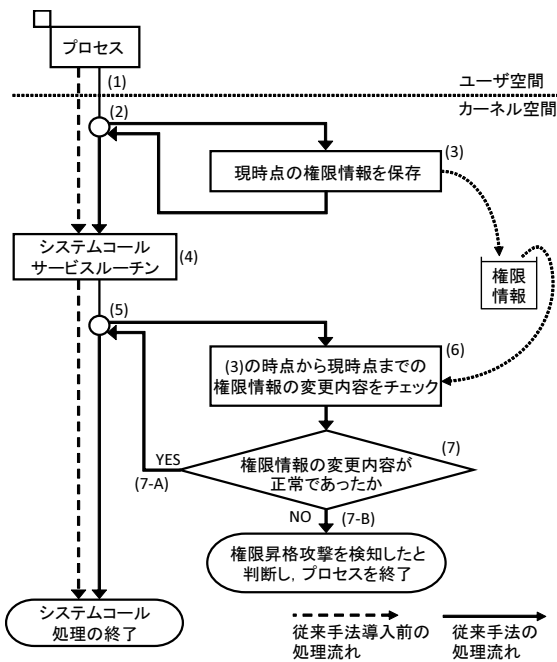 プロセス
(1)
ユーザ空間
カーネル空間
(2)
現時点の権限情報を保存
(3)
システムコール
サービスルーチン
(4)
権限
情報
(5)
(3)の時点から現時点までの
権限情報の変更内容をチェック
(6)
権限情報の変更内容が
正常であったか
(7)
YES
(7-A)
NO
(7-B)
権限昇格攻撃を検知したと
判断し，プロセスを終了
システムコール
処理の終了
従来手法導入前の
処理流れ
従来手法の
処理流れ